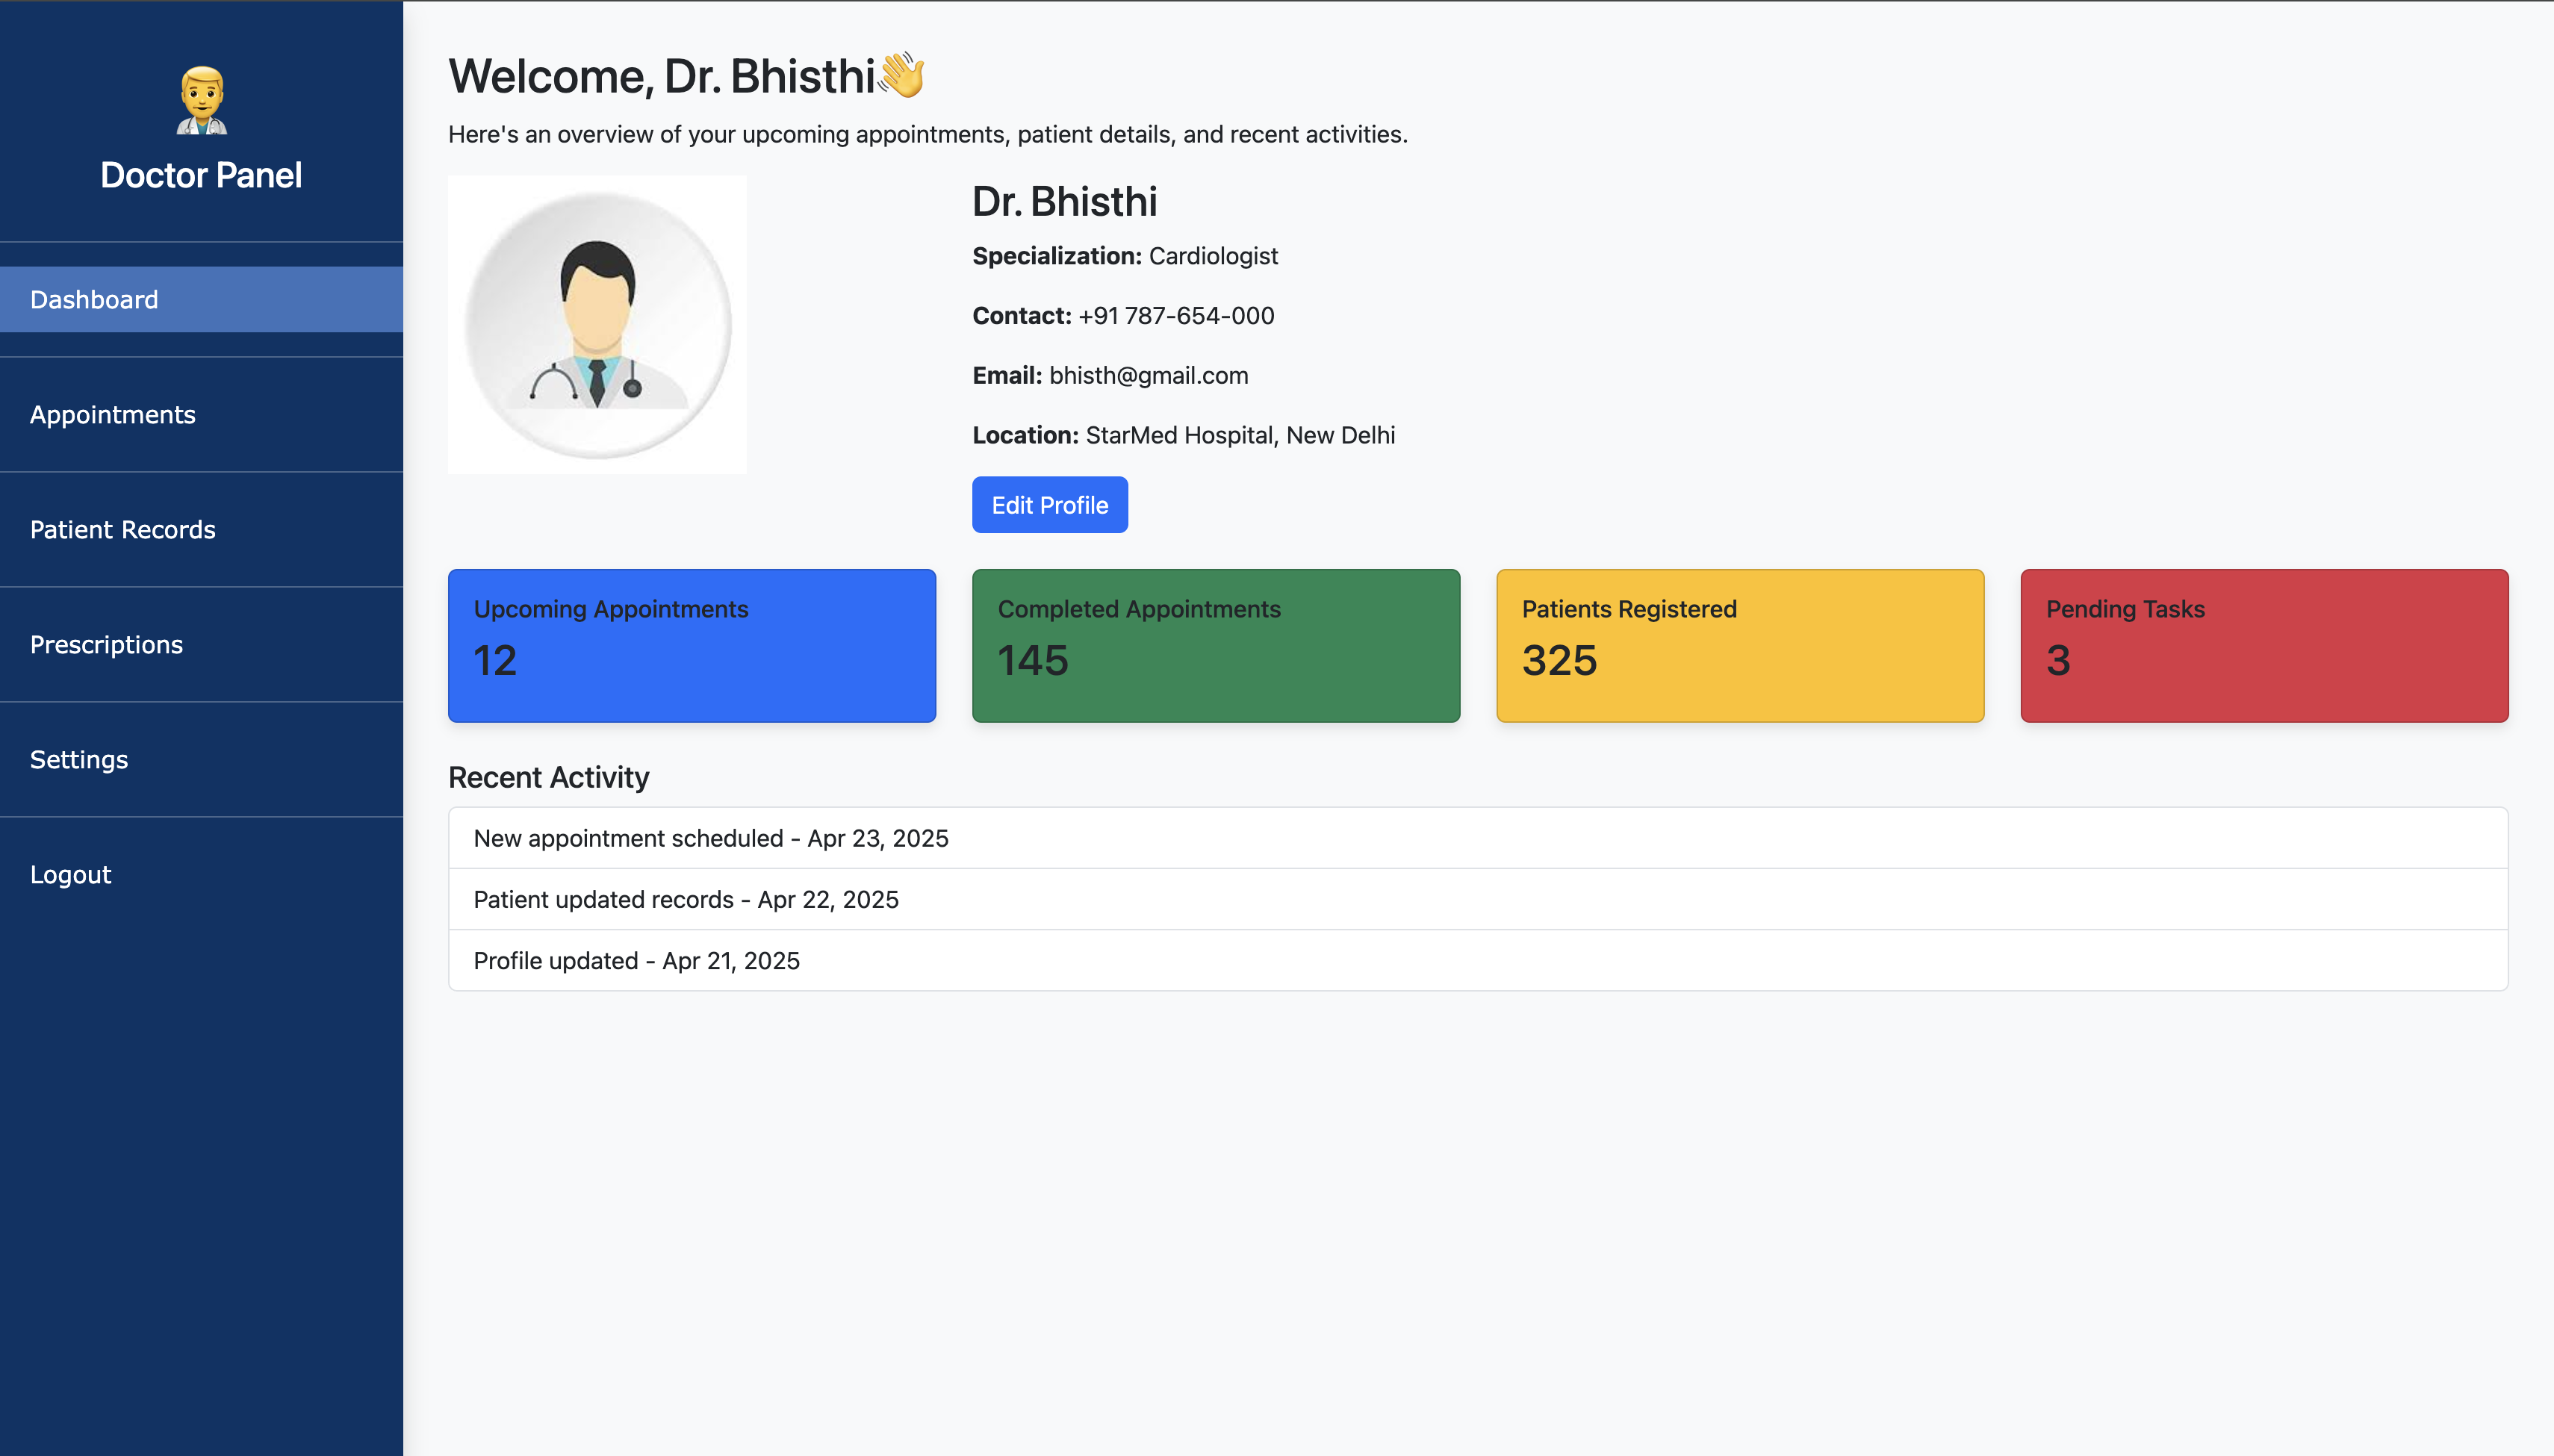 Doctor Panel
Dashboard
Appointments
Patient Records
Prescriptions
Settings
Logout
Welcome, Dr. Bhisthi👋
Here's an overview of your upcoming appointments, patient details, and recent activities.
Dr. Bhisthi
Specialization: Cardiologist
Contact: +91 787-654-000
Email: bhisth@gmail.com
Location: StarMed Hospital, New Delhi
Edit Profile
Upcoming Appointments
12
Completed Appointments
145
Patients Registered
325
Pending Tasks
3
Recent Activity
New appointment scheduled - Apr 23, 2025
Patient updated records - Apr 22, 2025
Profile updated - Apr 21, 2025